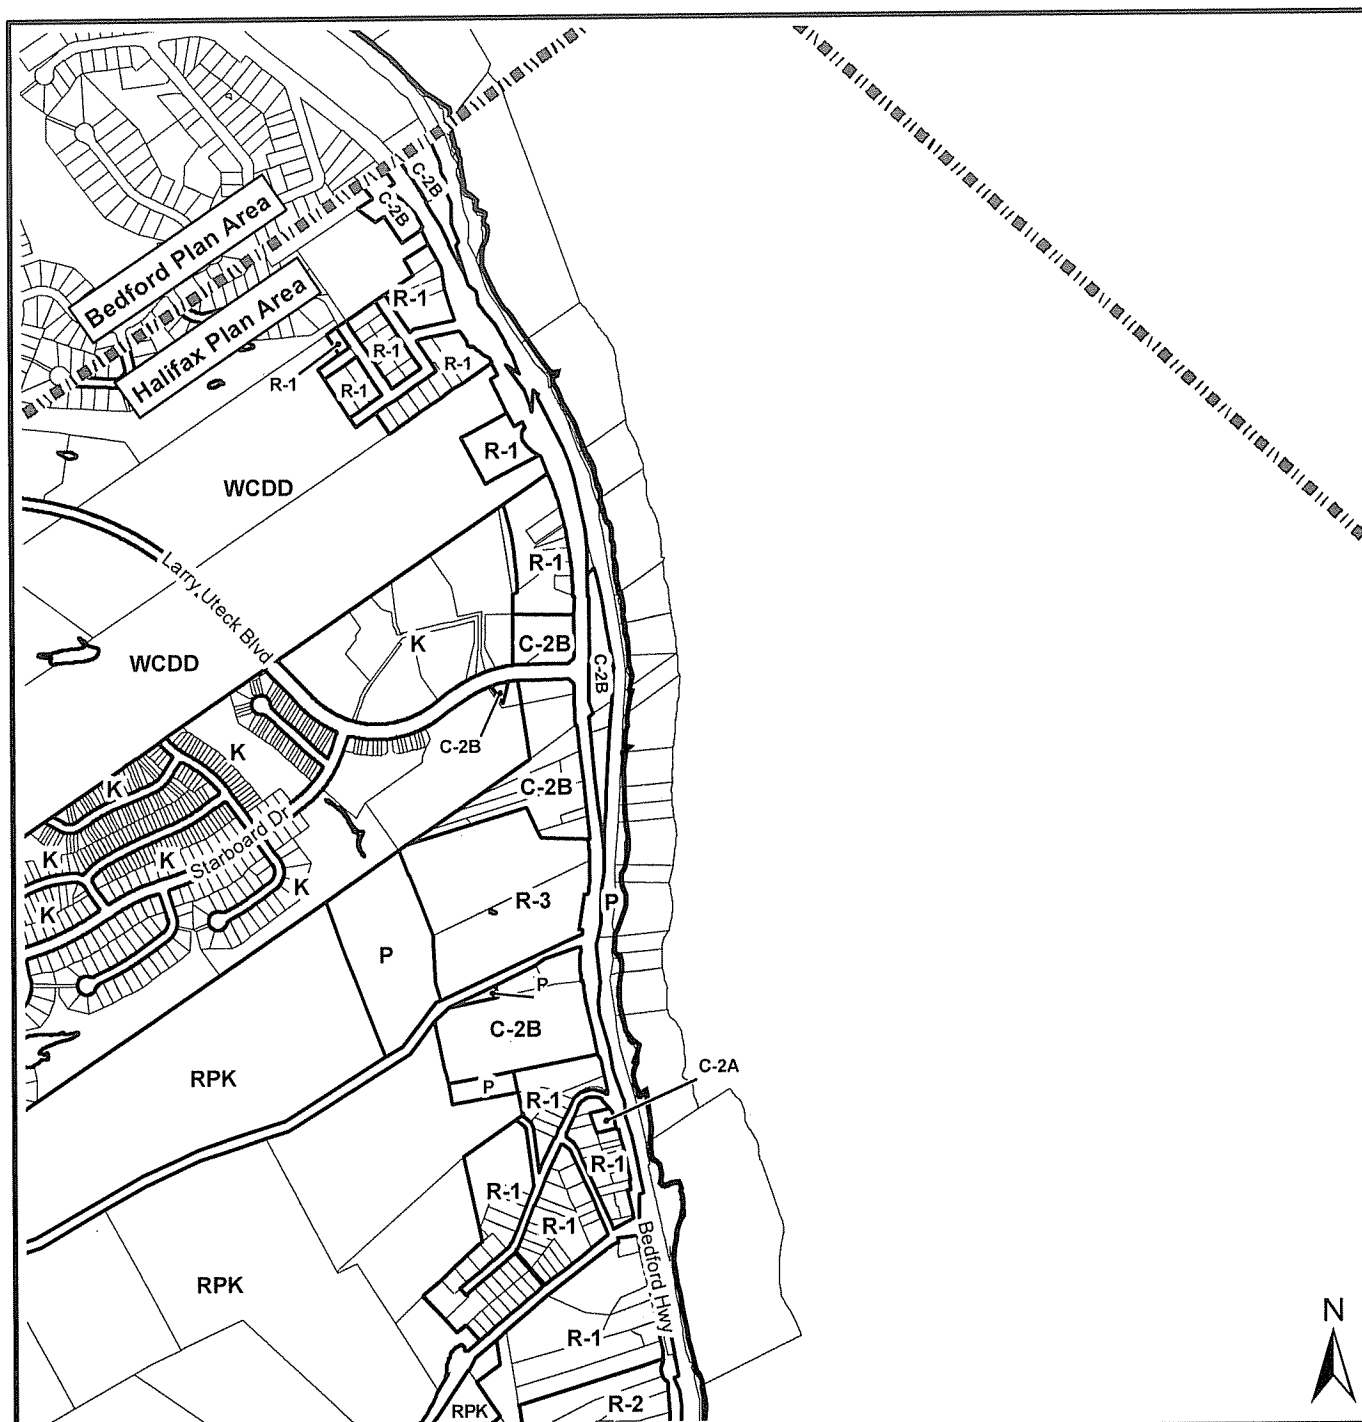 C-2B
C-2B
Bedford Plan Area
Halifax Plan Area
R-1
R-1
R-1
R-1
R-1
R-1
WCDD
Larry Uteck Blvd
R-1
K
C-2B
WCDD
C-2B
C-2B
K
K
C-2B
Starboard Dr
K
K
K
K
R-3
P
P
P
C-2B
C-2A
RPK
P
R-1
R-1
R-1
R-1
Bedford Hwy
RPK
R-1
N
R-2
RPK